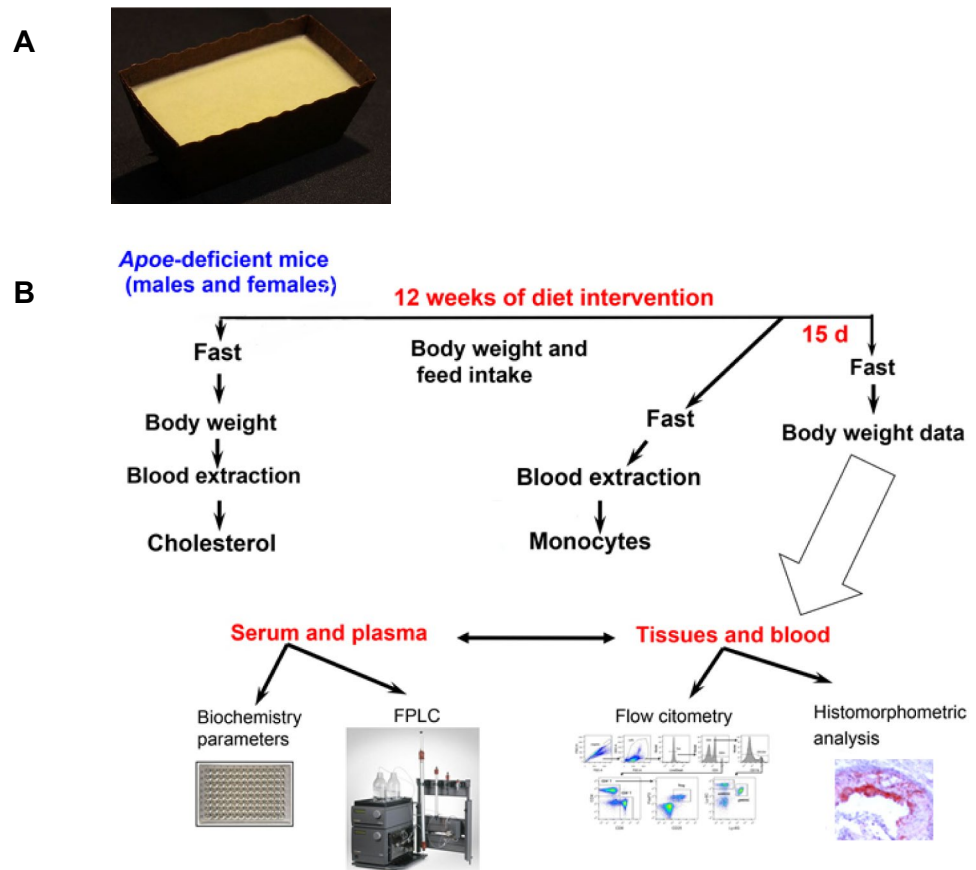 A
B
Apoe-deficient mice
(males and females)
12 weeks of diet intervention
15 d
Fast
Body weight and
feed intake
Fast
Body weight
Fast
Body weight data
Blood extraction
Blood extraction
Cholesterol
Monocytes
Serum and plasma
Tissues and blood
Biochemistry
parameters
FPLC
Flow citometry
Histomorphometric
analysis